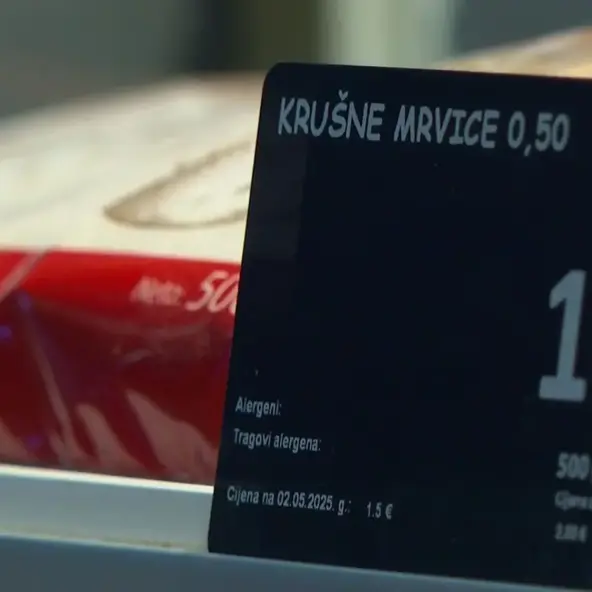 KRUŠNE MRVICE 0,50
Neto: 50
1
Alergeni:
Tragovi alergena:
500
Cijena na 02.05.2025. g.: 1.5 €